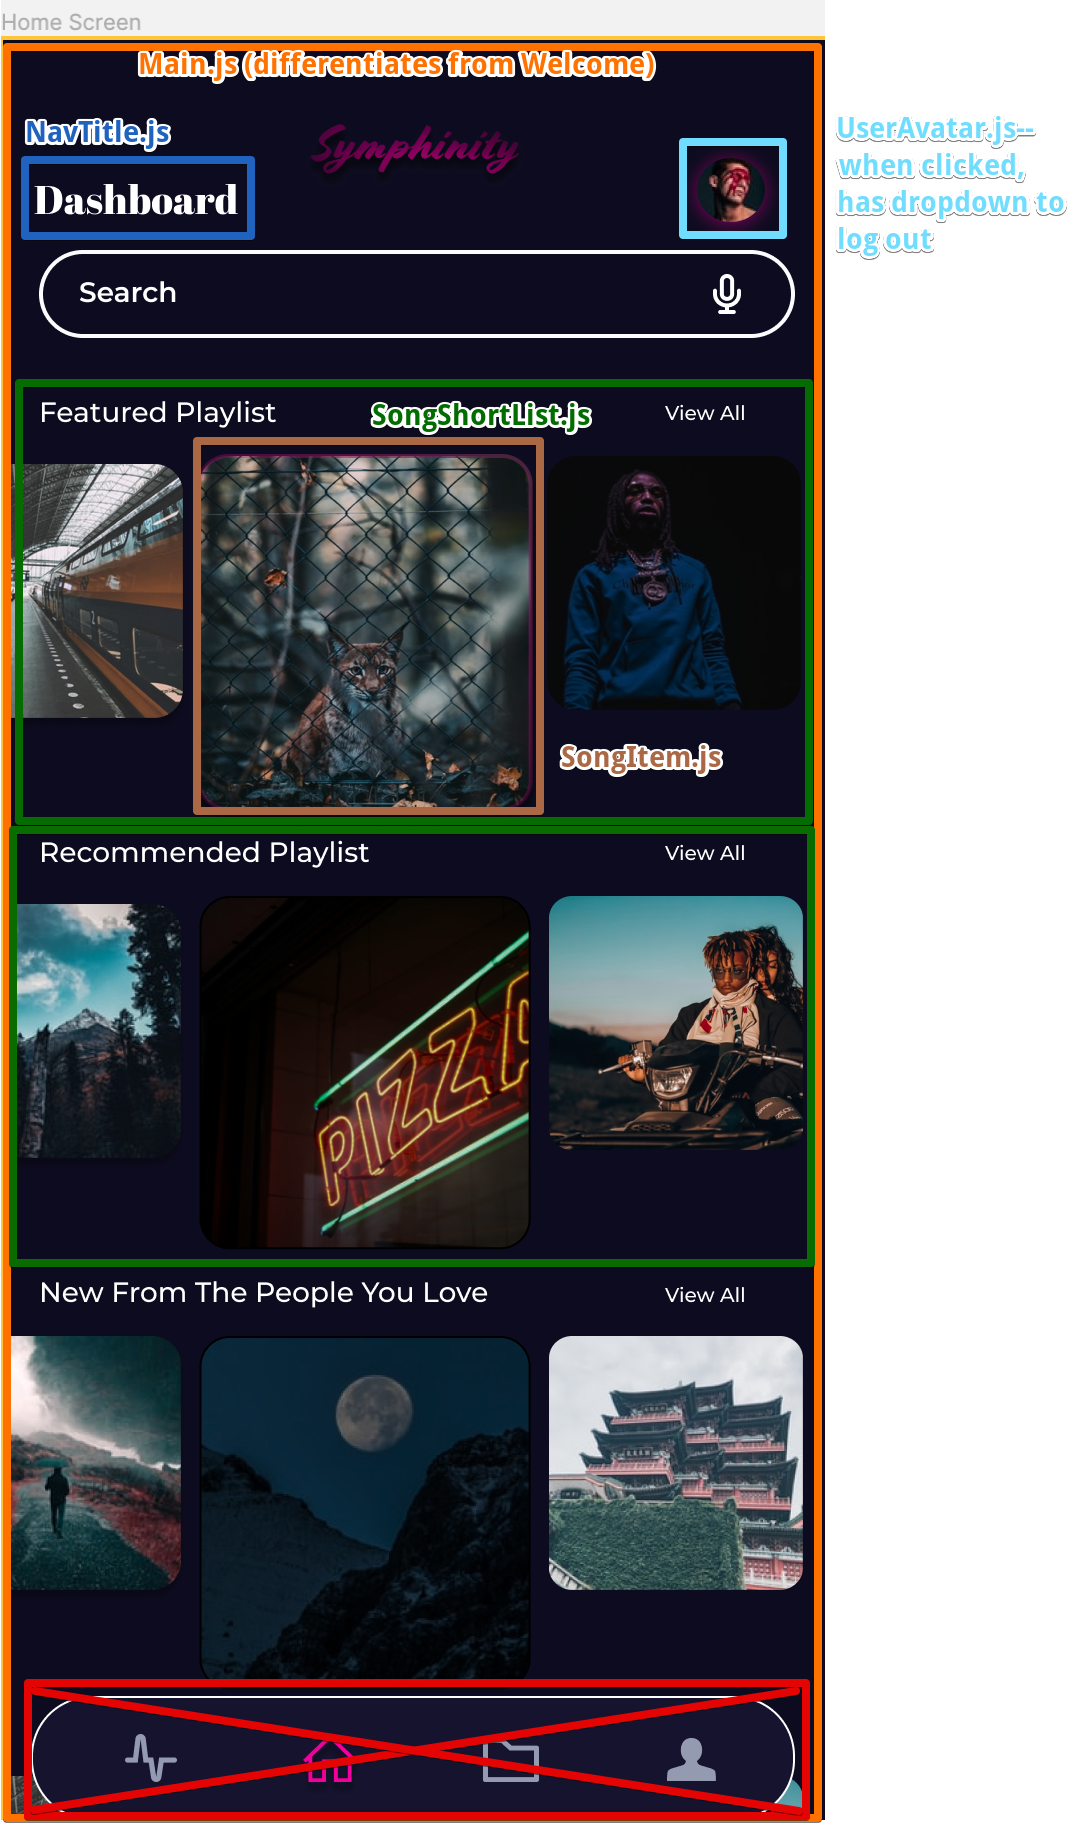 Home Screen
Main.js (differentiates from Welcome)
NavTitle.js
Symphinity
UserAvatar.js--
when clicked,
has dropdown to
log out
Dashboard
Search
Featured Playlist
SongShortList.js
View All
SongItem.js
Recommended Playlist
View All
PIZZA
New From The People You Love
View All